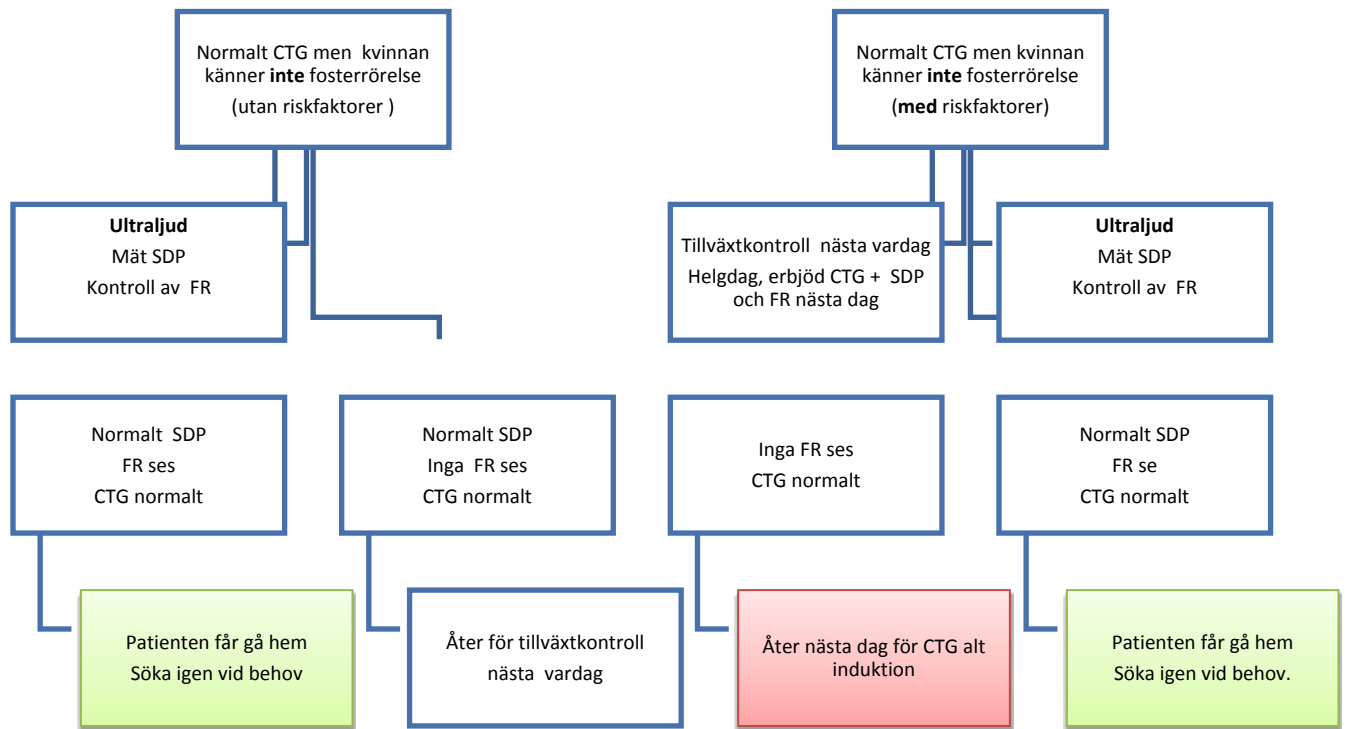 Normalt CTG men kvinnan
känner inte fosterrörelse
(utan riskfaktorer )
Normalt CTG men kvinnan
känner inte fosterrörelse
(med riskfaktorer)
Ultraljud
Mät SDP
Kontroll av FR
Tillväxtkontroll nästa vardag
Helgdag, erbjöd CTG + SDP
och FR nästa dag
Ultraljud
Mät SDP
Kontroll av FR
Normalt SDP
FR ses
CTG normalt
Normalt SDP
Inga FR ses
CTG normalt
Inga FR ses
CTG normalt
Normalt SDP
FR se
CTG normalt
Patienten får gå hem
Söka igen vid behov
Åter för tillväxtkontroll
nästa vardag
Åter nästa dag för CTG alt
induktion
Patienten får gå hem
Söka igen vid behov.